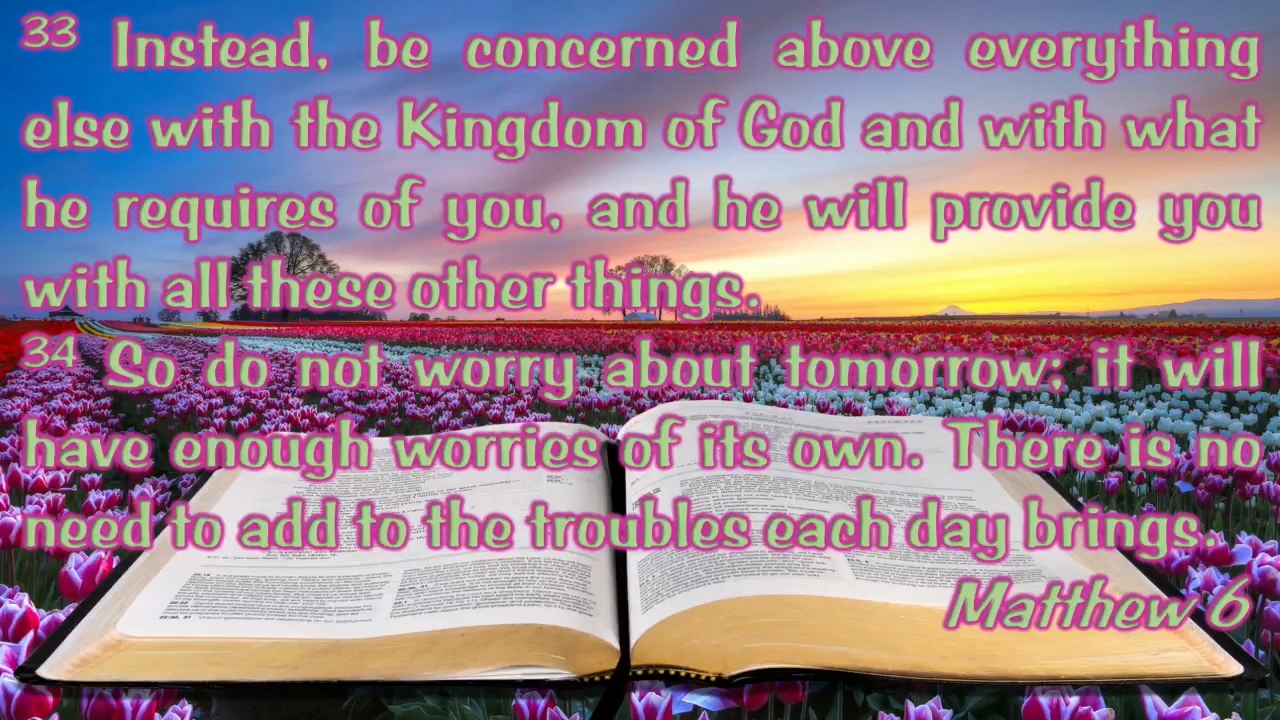 33 Instead, be concerned above everything
else with the Kingdom of God and with what
he requires of you, and he will provide you
with all these other things.
34 So do not worry about tomorrow; it will
have enough worries of its own. There is no
need to add to the troubles each day brings.
Matthew 6